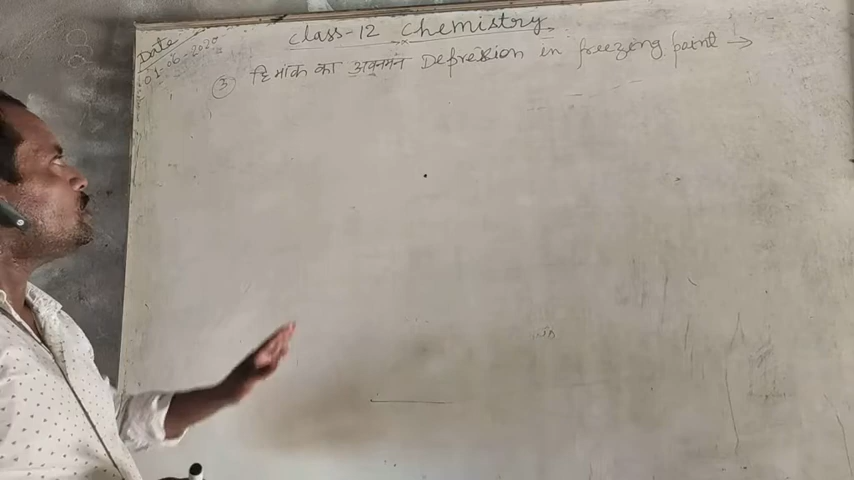 Class-12 Chemistry
Date
01-06-2020
③ हिमांक का अवनमन Depression in freezing point →